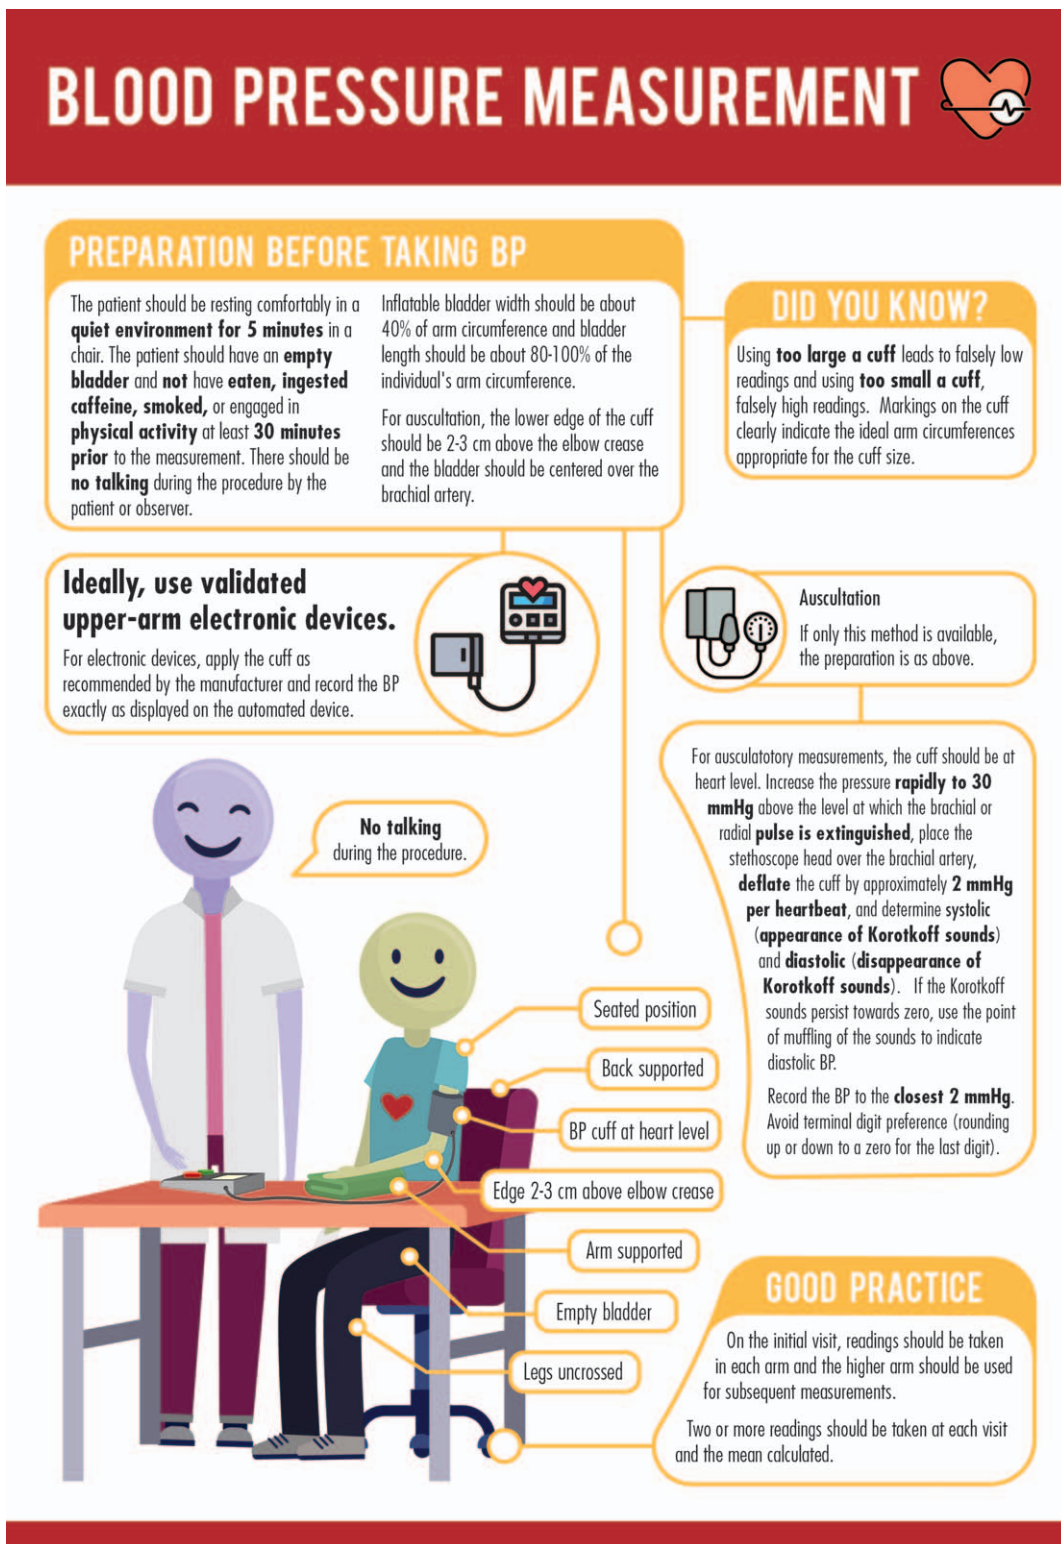 BLOOD PRESSURE MEASUREMENT
PREPARATION BEFORE TAKING BP
The patient should be resting comfortably in a
quiet environment for 5 minutes in a
chair. The patient should have an empty
bladder and not have eaten, ingested
caffeine, smoked, or engaged in
physical activity at least 30 minutes
prior to the measurement. There should be
no talking during the procedure by the
patient or observer.
Inflatable bladder width should be about
40% of arm circumference and bladder
length should be about 80-100% of the
individual's arm circumference.
For auscultation, the lower edge of the cuff
should be 2-3 cm above the elbow crease
and the bladder should be centered over the
brachial artery.
DID YOU KNOW?
Using too large a cuff leads to falsely low
readings and using too small a cuff,
falsely high readings. Markings on the cuff
clearly indicate the ideal arm circumferences
appropriate for the cuff size.
Ideally, use validated
upper-arm electronic devices.
For electronic devices, apply the cuff as
recommended by the manufacturer and record the BP
exactly as displayed on the automated device.
Auscultation
If only this method is available,
the preparation is as above.
For ausculatotory measurements, the cuff should be at
heart level. Increase the pressure rapidly to 30
mmHg above the level at which the brachial or
radial pulse is extinguished, place the
stethoscope head over the brachial artery,
deflate the cuff by approximately 2 mmHg
per heartbeat, and determine systolic
(appearance of Korotkoff sounds)
and diastolic (disappearance of
Korotkoff sounds). If the Korotkoff
sounds persist towards zero, use the point
of muffling of the sounds to indicate
diastolic BP.
Record the BP to the closest 2 mmHg.
Avoid terminal digit preference (rounding
up or down to a zero for the last digit).
No talking
during the procedure.
Seated position
Back supported
BP cuff at heart level
Edge 2-3 cm above elbow crease
Arm supported
Empty bladder
Legs uncrossed
GOOD PRACTICE
On the initial visit, readings should be taken
in each arm and the higher arm should be used
for subsequent measurements.
Two or more readings should be taken at each visit
and the mean calculated.